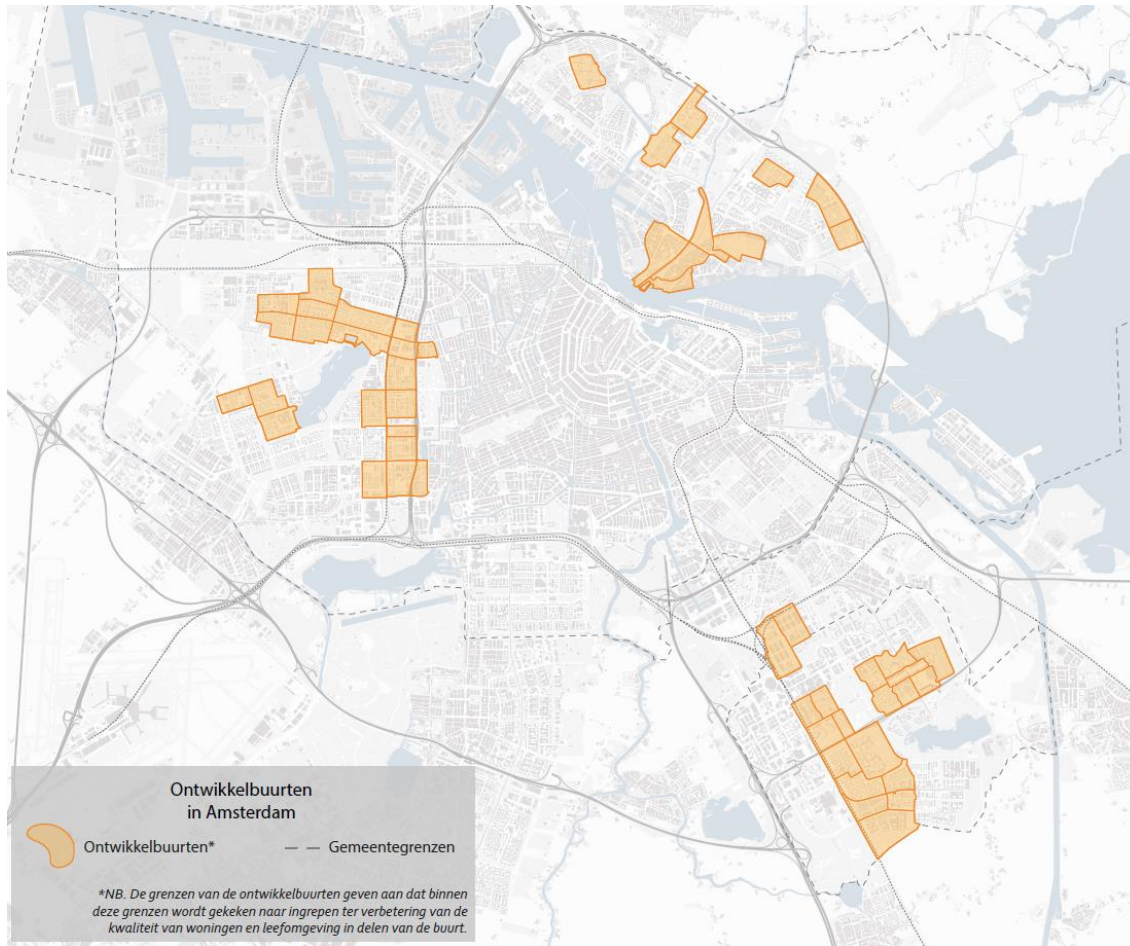 Ontwikkelbuurten
in Amsterdam
Ontwikkelbuurten*
Gemeentegrenzen
*NB. De grenzen van de ontwikkelbuurten geven aan dat binnen
deze grenzen wordt gekeken naar ingrepen ter verbetering van de
kwaliteit van woningen en leefomgeving in delen van de buurt.